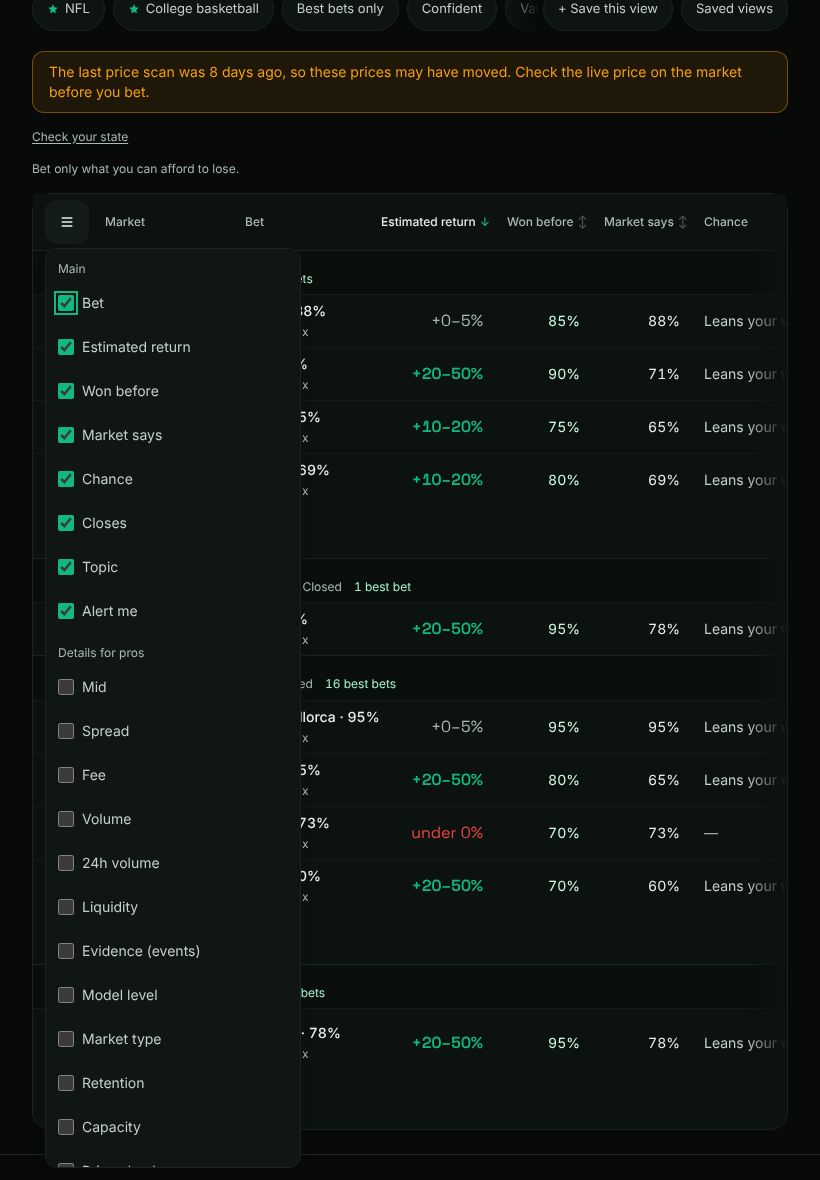 NFL
College basketball
Best bets only
Confident
+ Save this view
Saved views
The last price scan was 8 days ago, so these prices may have moved. Check the live price on the market
before you bet.
Check your state
Bet only what you can afford to lose.
Market Bet Estimated return ↓ Won before Market says Chance
Main
Bet
Estimated return
Won before
Market says
Chance
Closes
Topic
Alert me
Details for pros
Mid
Spread
Fee
Volume
24h volume
Liquidity
Evidence (events)
Model level
Market type
Retention
Capacity
+0–5% 85% 88% Leans your
x
+20–50% 90% 71% Leans your
x
+10–20% 75% 65% Leans your
x
69%
+10–20% 80% 69% Leans your
x
Closed 1 best bet
+20–50% 95% 78% Leans your
x
16 best bets
· 95%
+0–5% 95% 95% Leans your
x
+20–50% 80% 65% Leans your
x
73%
under 0% 70% 73% —
x
+20–50% 70% 60% Leans your
x
bets
· 78%
+20–50% 95% 78% Leans your
x